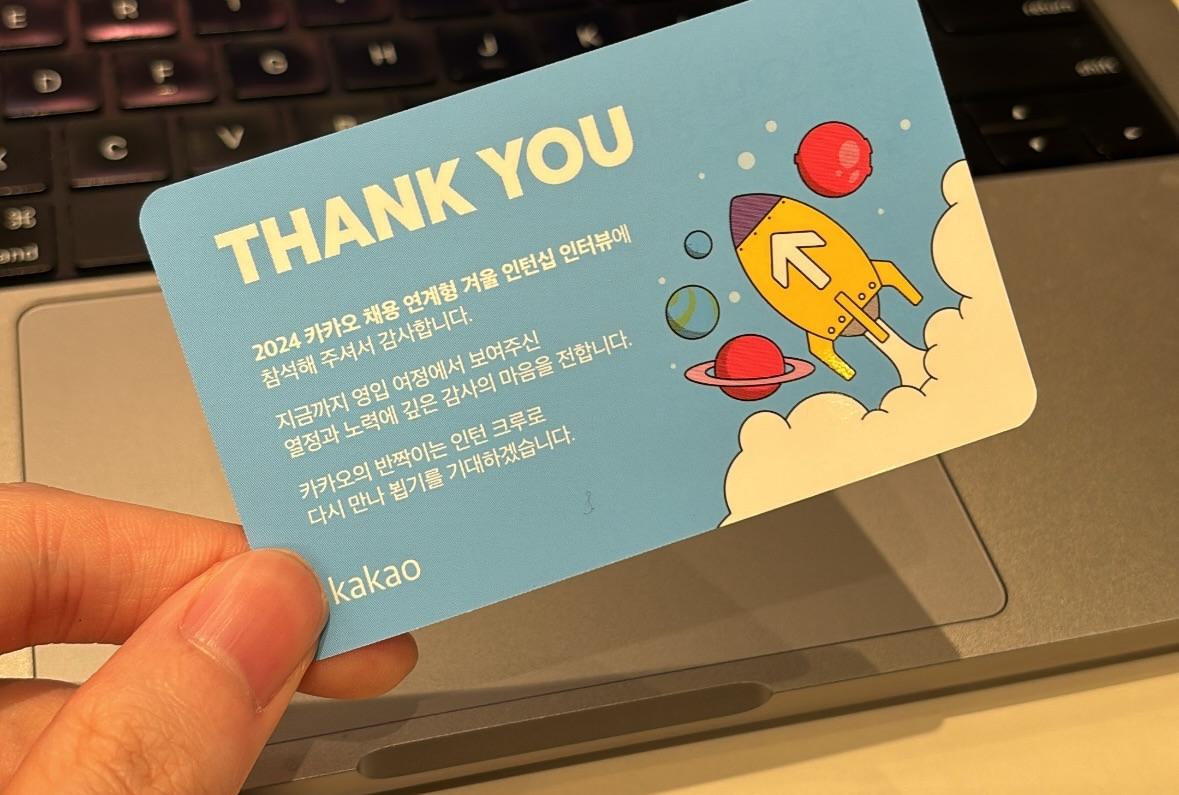 E
R
return
D
F
G
H
J
K
shift
C
V
B
⌘
THANK YOU
2024 카카오 채용 연계형 겨울 인턴십 인터뷰에
참석해 주셔서 감사합니다.
지금까지 영입 여정에서 보여주신
열정과 노력에 깊은 감사의 마음을 전합니다.
카카오의 반짝이는 인턴 크루로
다시 만나 뵙기를 기대하겠습니다.
kakao